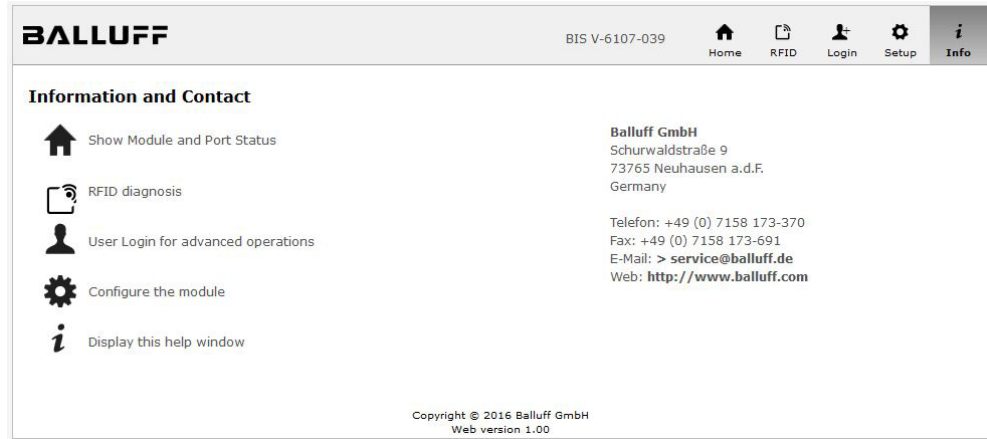 BALLUFF
BIS V-6107-039
Home
RFID
Login
Setup
Info
Information and Contact
Show Module and Port Status
RFID diagnosis
User Login for advanced operations
Configure the module
Display this help window
Balluff GmbH
Schurwaldstraße 9
73765 Neuhausen a.d.F.
Germany
Telefon: +49 (0) 7158 173-370
Fax: +49 (0) 7158 173-691
E-Mail: > service@balluff.de
Web: http://www.balluff.com
Copyright © 2016 Balluff GmbH
Web version 1.00